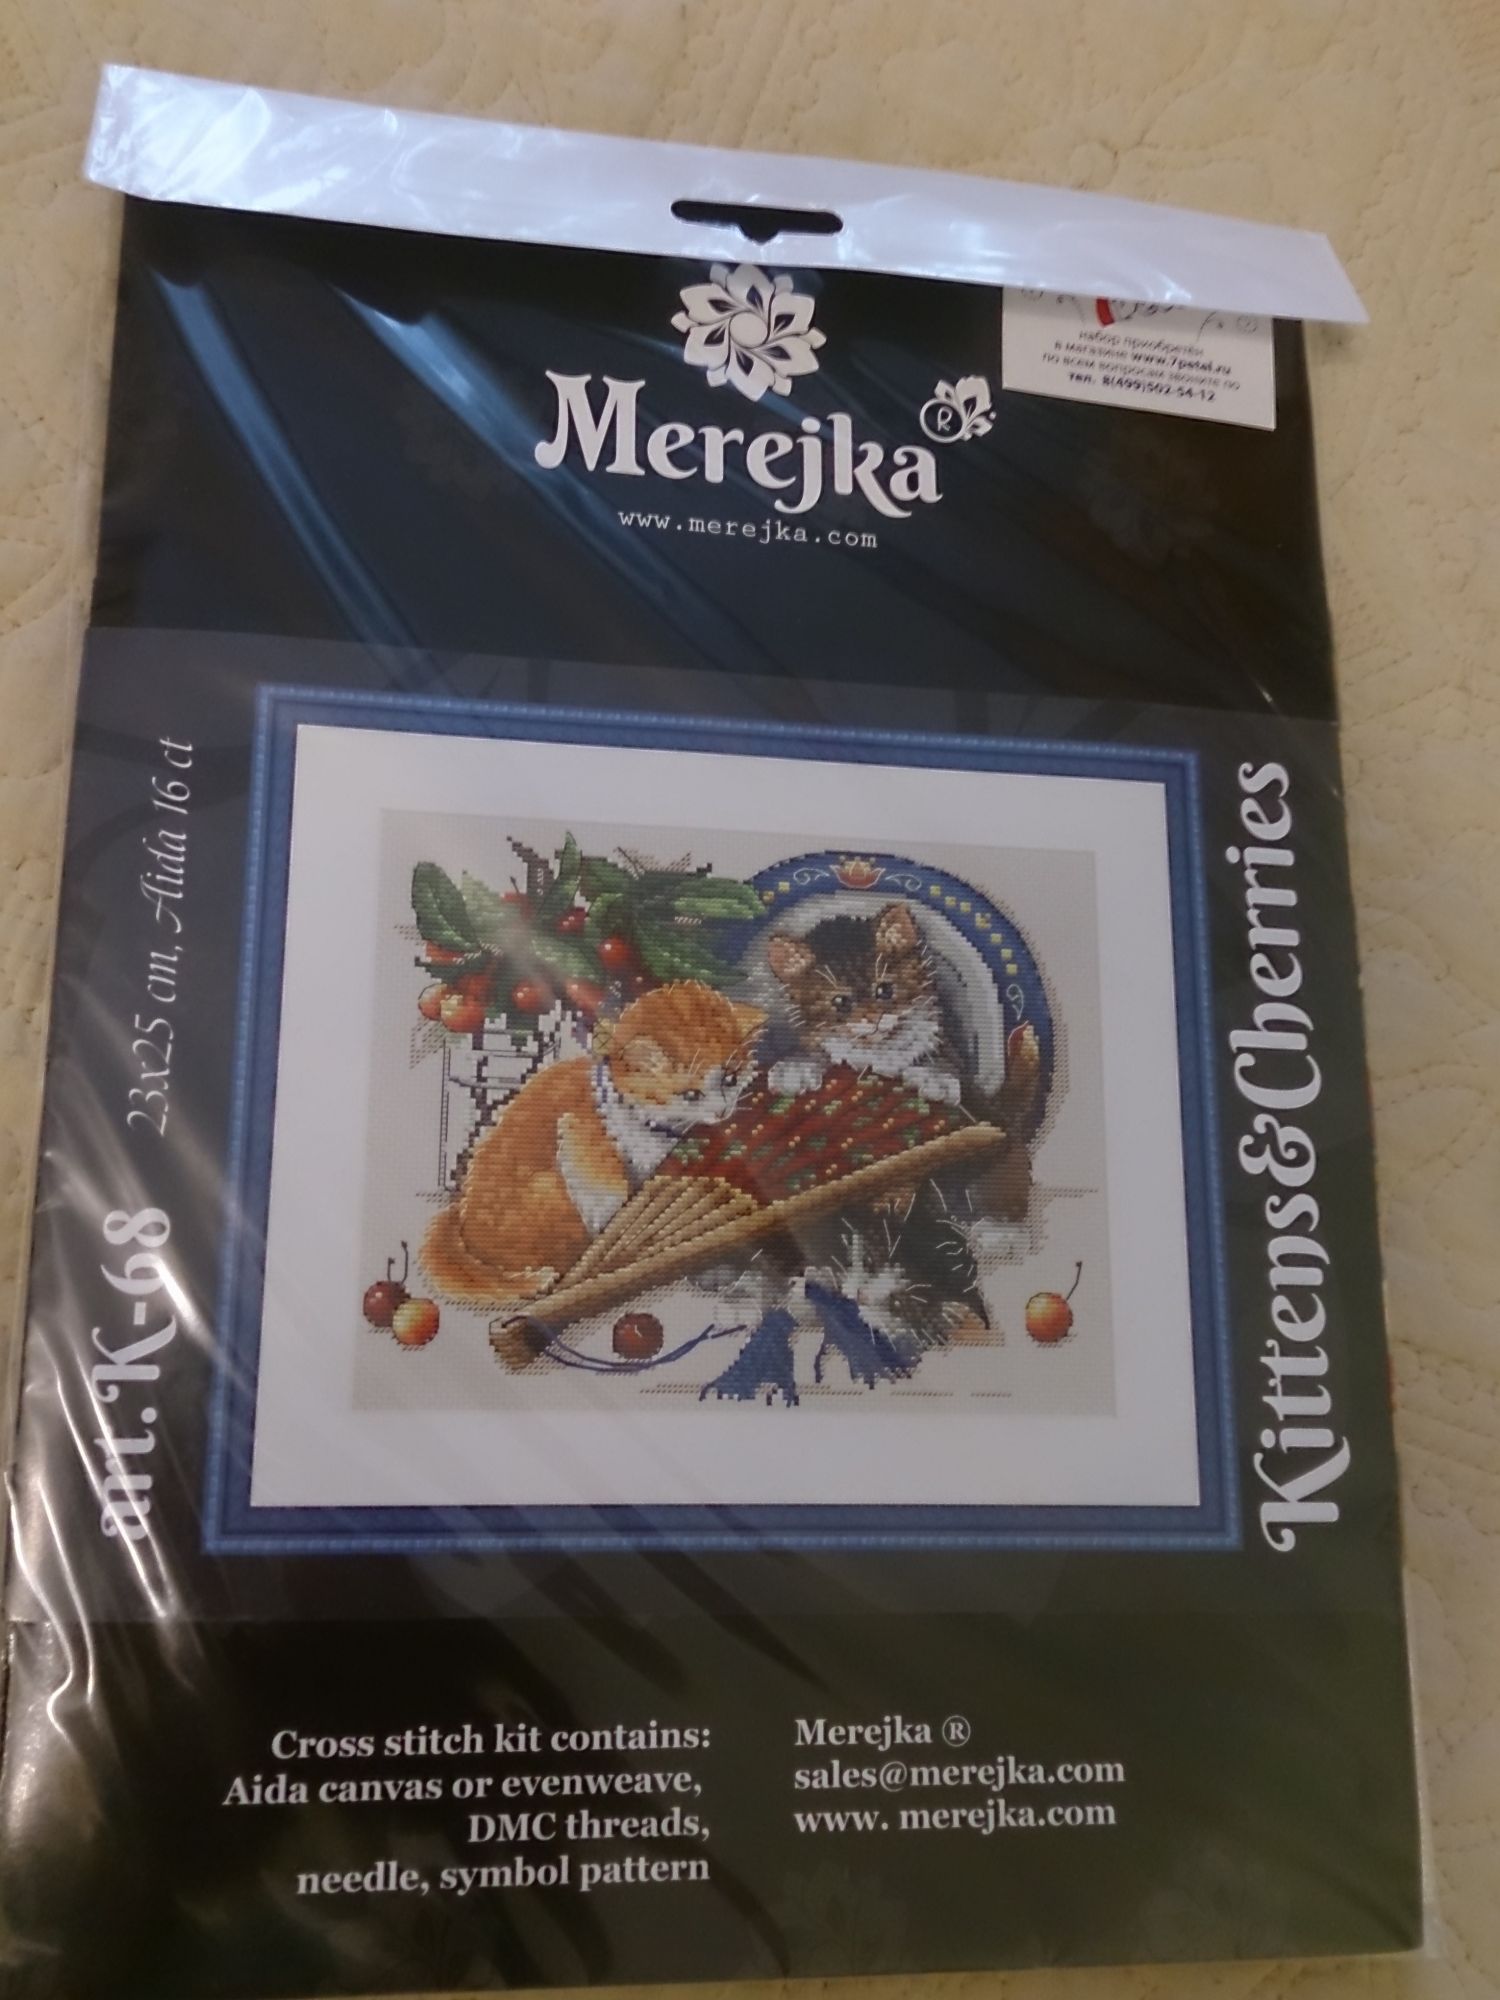 Merejka
®
www.merejka.com
набор приобретен
в магазине www.7petal.ru
по всем вопросам звоните по
тел. 8(499)502-54-12
art.K-68 23x25 cm, Aida 16 ct
Kittens&Cherries
Cross stitch kit contains:
Aida canvas or evenweave,
DMC threads,
needle, symbol pattern
Merejka ®
sales@merejka.com
www. merejka.com